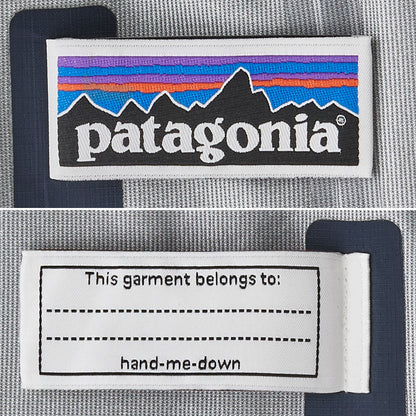 patagonia®
This garment belongs to:
hand-me-down